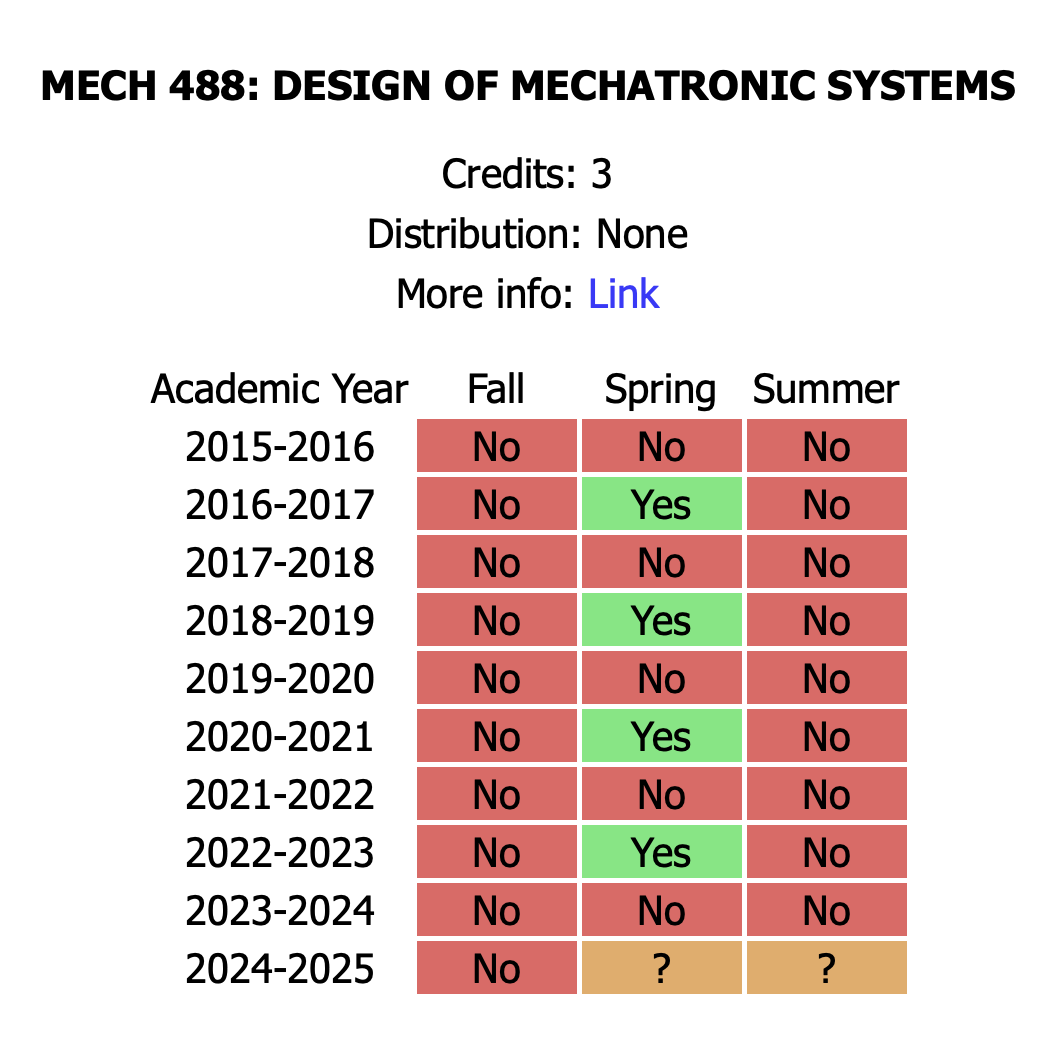 MECH 488: DESIGN OF MECHATRONIC SYSTEMS
Credits: 3
Distribution: None
More info: Link
Academic Year Fall Spring Summer
2015-2016 No No No
2016-2017 No Yes No
2017-2018 No No No
2018-2019 No Yes No
2019-2020 No No No
2020-2021 No Yes No
2021-2022 No No No
2022-2023 No Yes No
2023-2024 No No No
2024-2025 No ? ?